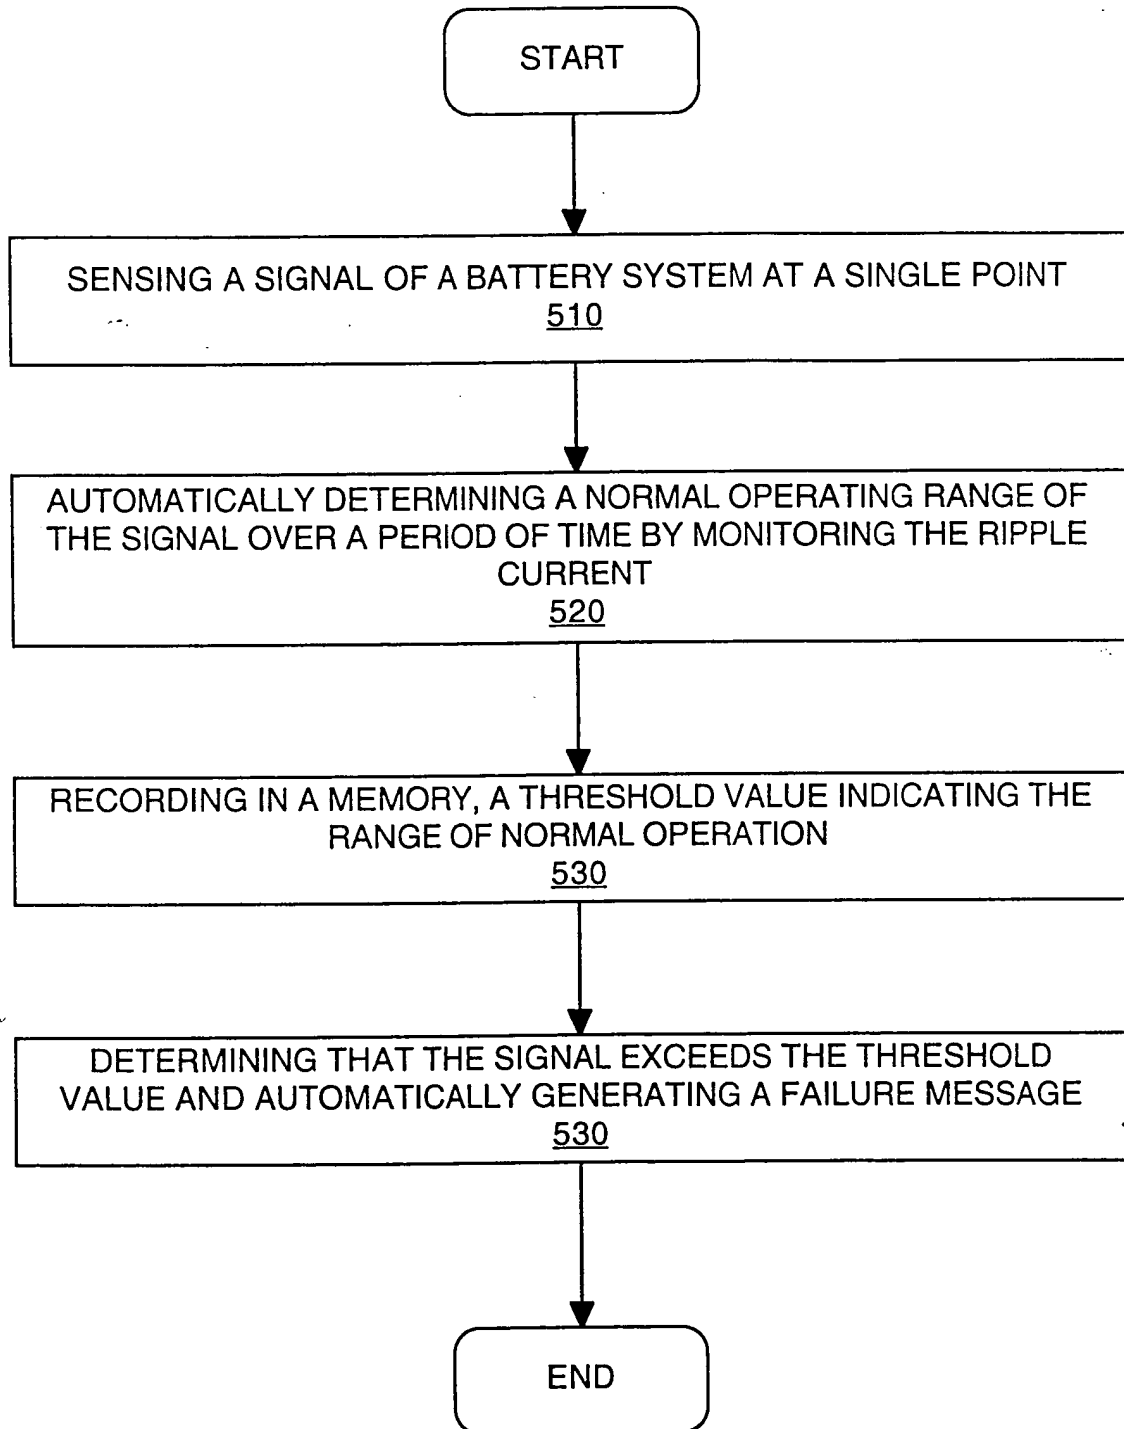 START
SENSING A SIGNAL OF A BATTERY SYSTEM AT A SINGLE POINT
510
AUTOMATICALLY DETERMINING A NORMAL OPERATING RANGE OF
THE SIGNAL OVER A PERIOD OF TIME BY MONITORING THE RIPPLE
CURRENT
520
RECORDING IN A MEMORY, A THRESHOLD VALUE INDICATING THE
RANGE OF NORMAL OPERATION
530
DETERMINING THAT THE SIGNAL EXCEEDS THE THRESHOLD
VALUE AND AUTOMATICALLY GENERATING A FAILURE MESSAGE
530
END